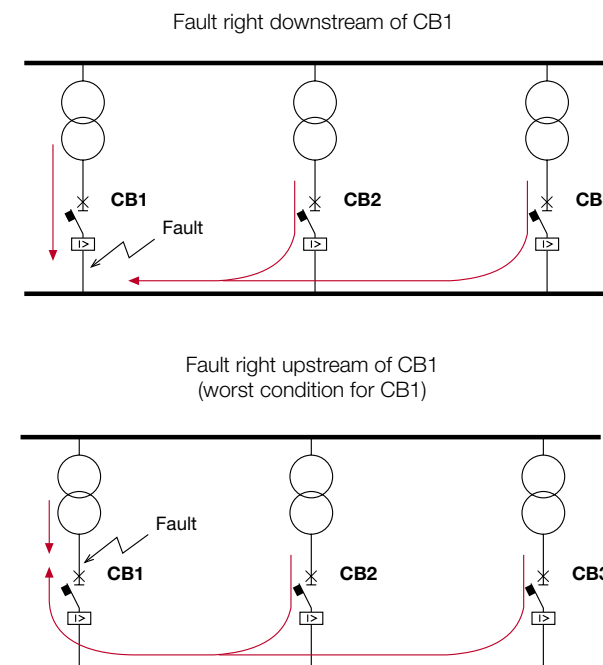 Fault right downstream of CB1
CB1
CB2
CB
Fault
I>
I>
I>
Fault right upstream of CB1
(worst condition for CB1)
Fault
CB1
CB2
CB3
I>
I>
I>